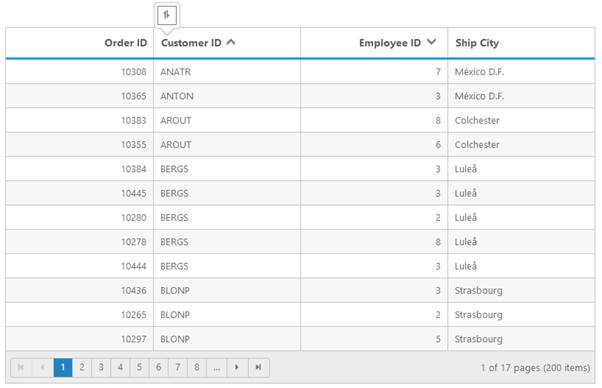 Order ID Customer ID Employee ID Ship City
10308 ANATR 7 México D.F.
10365 ANTON 3 México D.F.
10383 AROUT 8 Colchester
10355 AROUT 6 Colchester
10384 BERGS 3 Luleå
10445 BERGS 3 Luleå
10280 BERGS 2 Luleå
10278 BERGS 8 Luleå
10444 BERGS 3 Luleå
10436 BLONP 3 Strasbourg
10265 BLONP 2 Strasbourg
10297 BLONP 5 Strasbourg
1 2 3 4 5 6 7 8 ... 1 of 17 pages (200 items)